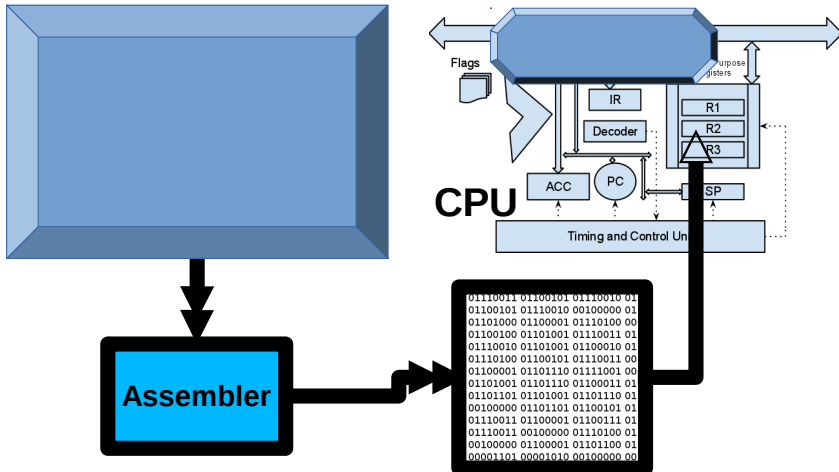 Flags
IR
Decoder
ACC
PC
SP
R1
R2
R3
CPU
Timing and Control
Assembler
01110011 01100101 01110010 01
01100101 01110010 00100000 01
01101000 01100001 01110100 00
01100100 01101001 01110011 01
01110010 01101001 01100010 01
01110100 01100101 01110011 00
01100001 01101110 01111001 00
01101001 01101110 01100011 01
01101101 01101001 01101110 01
00100000 01101101 01100101 01
01110011 01100001 01100111 01
01110011 00100000 01110100 01
00100000 01100001 01101100 01
00001101 00001010 00100000 00